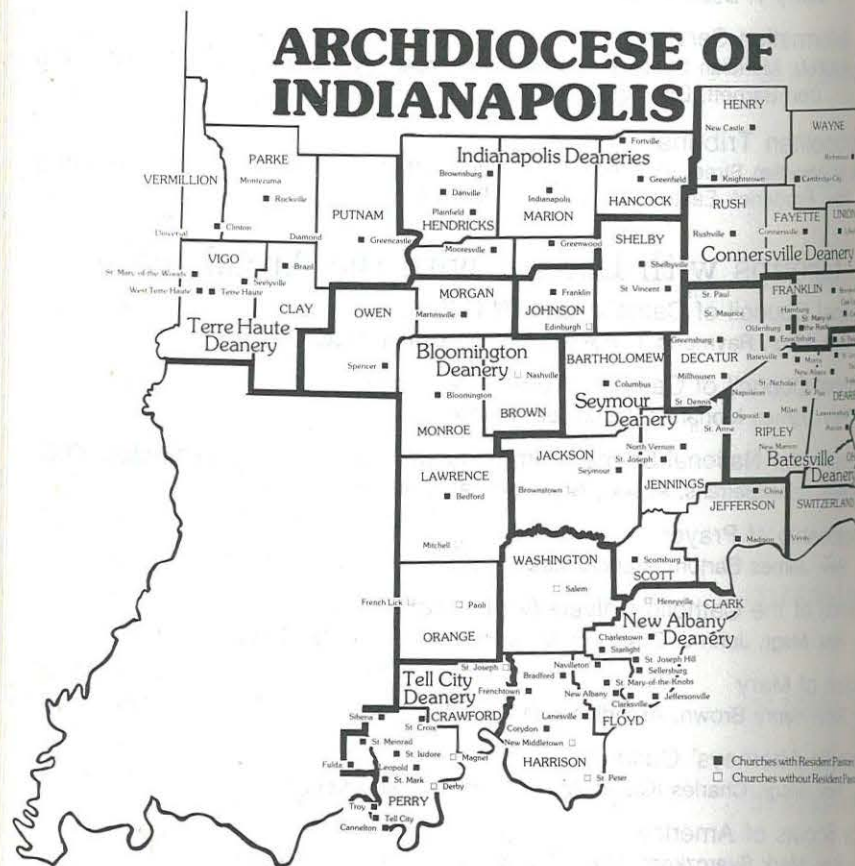 ARCHDIOCESE OF
INDIANAPOLIS
HENRY
New Castle
WAYNE
Fortville
PARKE
Indianapolis Deaneries
VERMILLION
Montezuma
Rockville
Brownsburg
Danville
Indianapolis
Greenfield
Knightstown
Cambridge City
PUTNAM
Plainfield
HENDRICKS
MARION
HANCOCK
RUSH
FAYETTE
UNION
Universal
Clinton
Diamond
Greencastle
Mooresville
Greenwood
SHELBY
Rushville
Connersville
VIGO
Connersville Deanery
St. Mary of the Woods
Brazil
Seelyville
Shelbyville
West Terre Haute
Terre Haute
MORGAN
Franklin
St. Vincent
St. Paul
FRANKLIN
CLAY
OWEN
Martinsville
JOHNSON
St. Maurice
Hamburg
Terre Haute
Deanery
Edinburgh
Oldenburg
Enochsburg
Bloomington
Deanery
BARTHOLOMEW
Greensburg
DECATUR
Batesville
Morris
Spencer
Nashville
Columbus
Millhousen
New Alsace
St. Nicholas
Bloomington
Seymour
Deanery
St. Dennis
Napoleon
MONROE
BROWN
Osgood
Milan
Lawrenceburg
Aurora
St. Anne
RIPLEY
North Vernon
JACKSON
St. Joseph
New Marion
Batesville
Deanery
LAWRENCE
Seymour
JENNINGS
Bedford
Brownstown
China
JEFFERSON
SWITZERLAND
Mitchell
Madison
Vevay
WASHINGTON
Scottsburg
SCOTT
Salem
French Lick
Paoli
Henryville
CLARK
New Albany
Deanery
ORANGE
Charlestown
Starlight
St. Joseph
Navilleton
St. Joseph Hill
Tell City
Deanery
Bradford
Sellersburg
Frenchtown
St. Mary-of-the-Knobs
New Albany
Jeffersonville
Clarksville
Siberia
CRAWFORD
Lanesville
FLOYD
St. Croix
Corydon
St. Meinrad
New Middletown
St. Isidore
Magnet
Fulda
Leopold
HARRISON
Churches with Resident Pastor
St. Mark
St. Peter
Derby
PERRY
Troy
Tell City
Cannelton